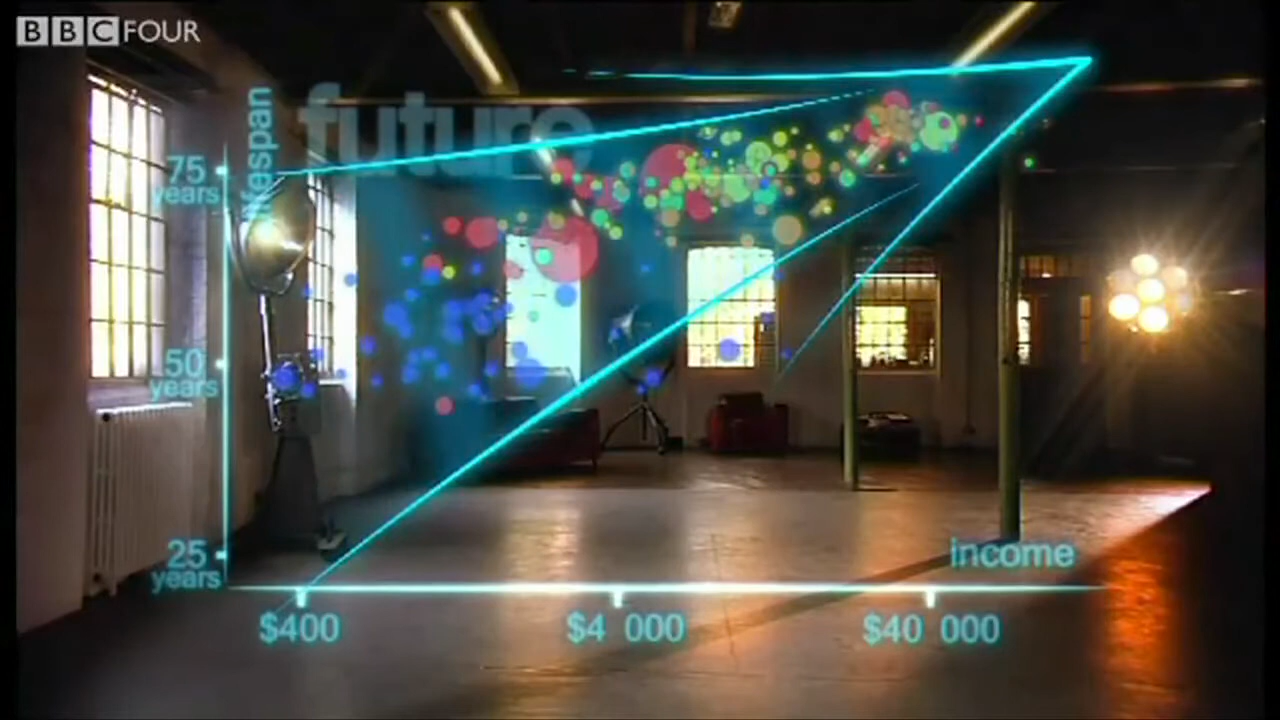 BBC FOUR
future
lifespan
75
years
50
years
25
years
income
$400
$4 000
$40 000